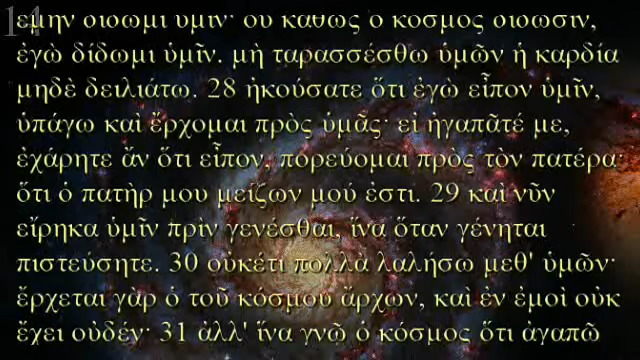 14
ἐμὴν δίδωμι ὑμῖν· οὐ καθὼς ὁ κόσμος δίδωσιν,
ἐγὼ δίδωμι ὑμῖν. μὴ ταρασσέσθω ὑμῶν ἡ καρδία
μηδὲ δειλιάτω. 28 ἠκούσατε ὅτι ἐγὼ εἶπον ὑμῖν,
ὑπάγω καὶ ἔρχομαι πρὸς ὑμᾶς· εἰ ἠγαπᾶτέ με,
ἐχάρητε ἄν ὅτι εἶπον, πορεύομαι πρὸς τὸν πατέρα·
ὅτι ὁ πατὴρ μου μείζων μού ἐστι. 29 καὶ νῦν
εἴρηκα ὑμῖν πρὶν γενέσθαι, ἵνα ὅταν γένηται
πιστεύσητε. 30 οὐκέτι πολλὰ λαλήσω μεθ' ὑμῶν·
ἔρχεται γὰρ ὁ τοῦ κόσμου ἄρχων, καὶ ἐν ἐμοὶ οὐκ
ἔχει οὐδέν· 31 ἀλλ' ἵνα γνῷ ὁ κόσμος ὅτι ἀγαπῶ